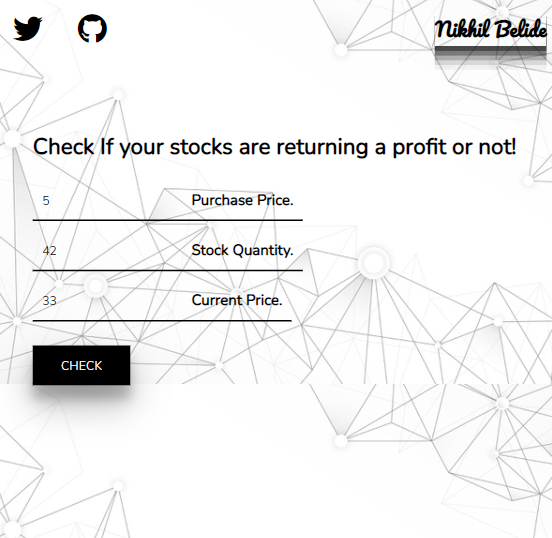 Nikhil Belide
Check If your stocks are returning a profit or not!
5 Purchase Price.
42 Stock Quantity.
33 Current Price.
CHECK